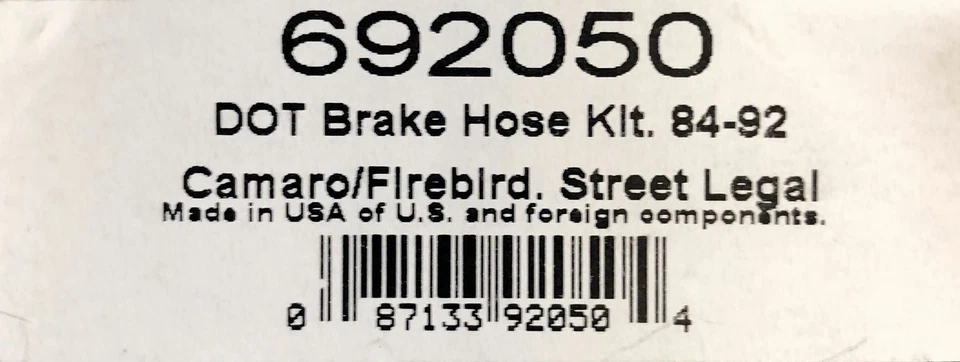 692050
DOT Brake Hose Kit. 84-92
Camaro/Firebird. Street Legal
Made in USA of U.S. and foreign components.
0 87133 92050 4